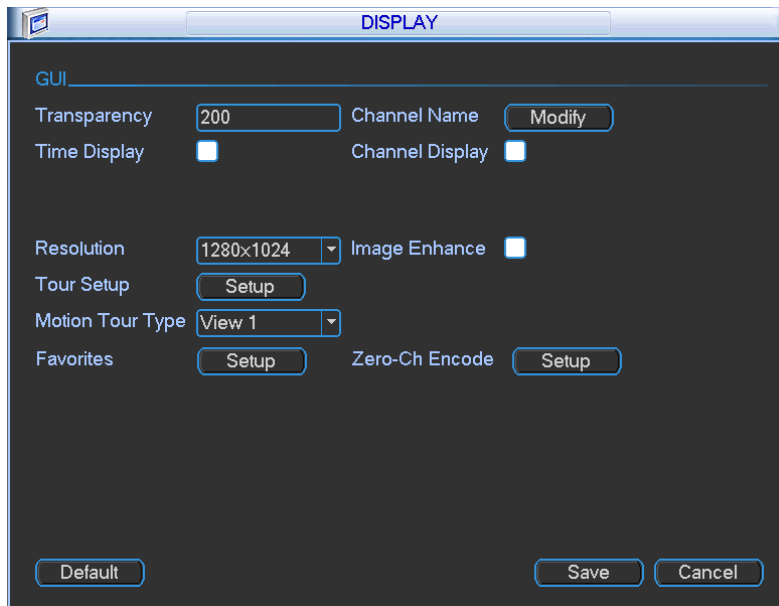 DISPLAY
GUI
Transparency 200 Channel Name Modify
Time Display Channel Display
Resolution 1280×1024 Image Enhance
Tour Setup Setup
Motion Tour Type View 1
Favorites Setup Zero-Ch Encode Setup
Default Save Cancel